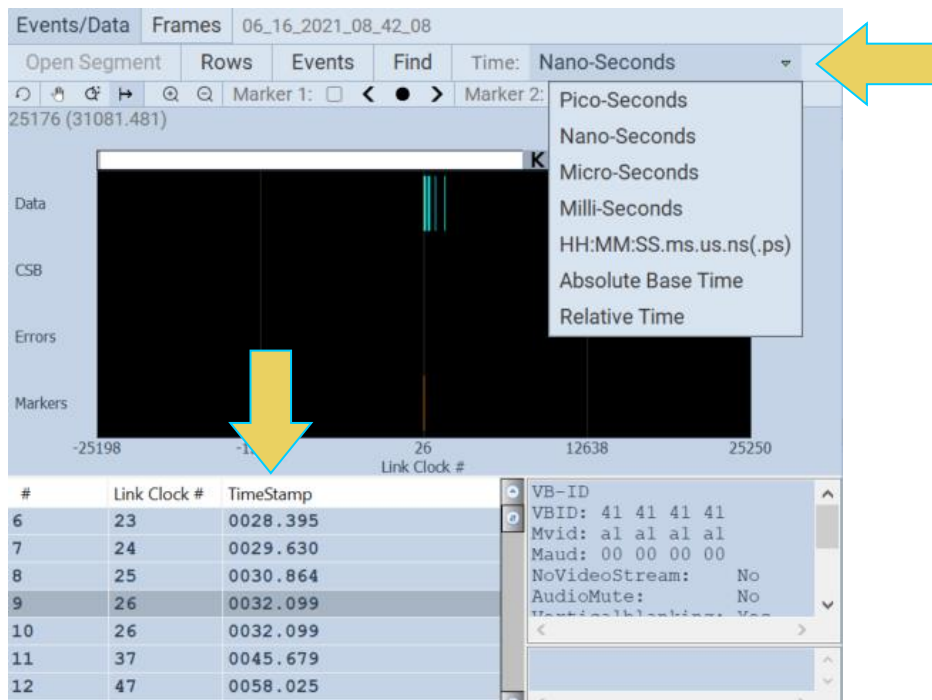 Events/Data Frames 06_16_2021_08_42_08
Open Segment Rows Events Find Time: Nano-Seconds
Marker 1: Marker 2:
25176 (31081.481)
Pico-Seconds
Nano-Seconds
Micro-Seconds
Milli-Seconds
HH:MM:SS.ms.us.ns(.ps)
Absolute Base Time
Relative Time
K
Data
CSB
Errors
Markers
-25198 26 12638 25250
Link Clock #
# Link Clock # TimeStamp
6 23 0028.395
7 24 0029.630
8 25 0030.864
9 26 0032.099
10 26 0032.099
11 37 0045.679
12 47 0058.025
VB-ID
VBID: 41 41 41 41
Mvid: a1 a1 a1 a1
Maud: 00 00 00 00
NoVideoStream: No
AudioMute: No